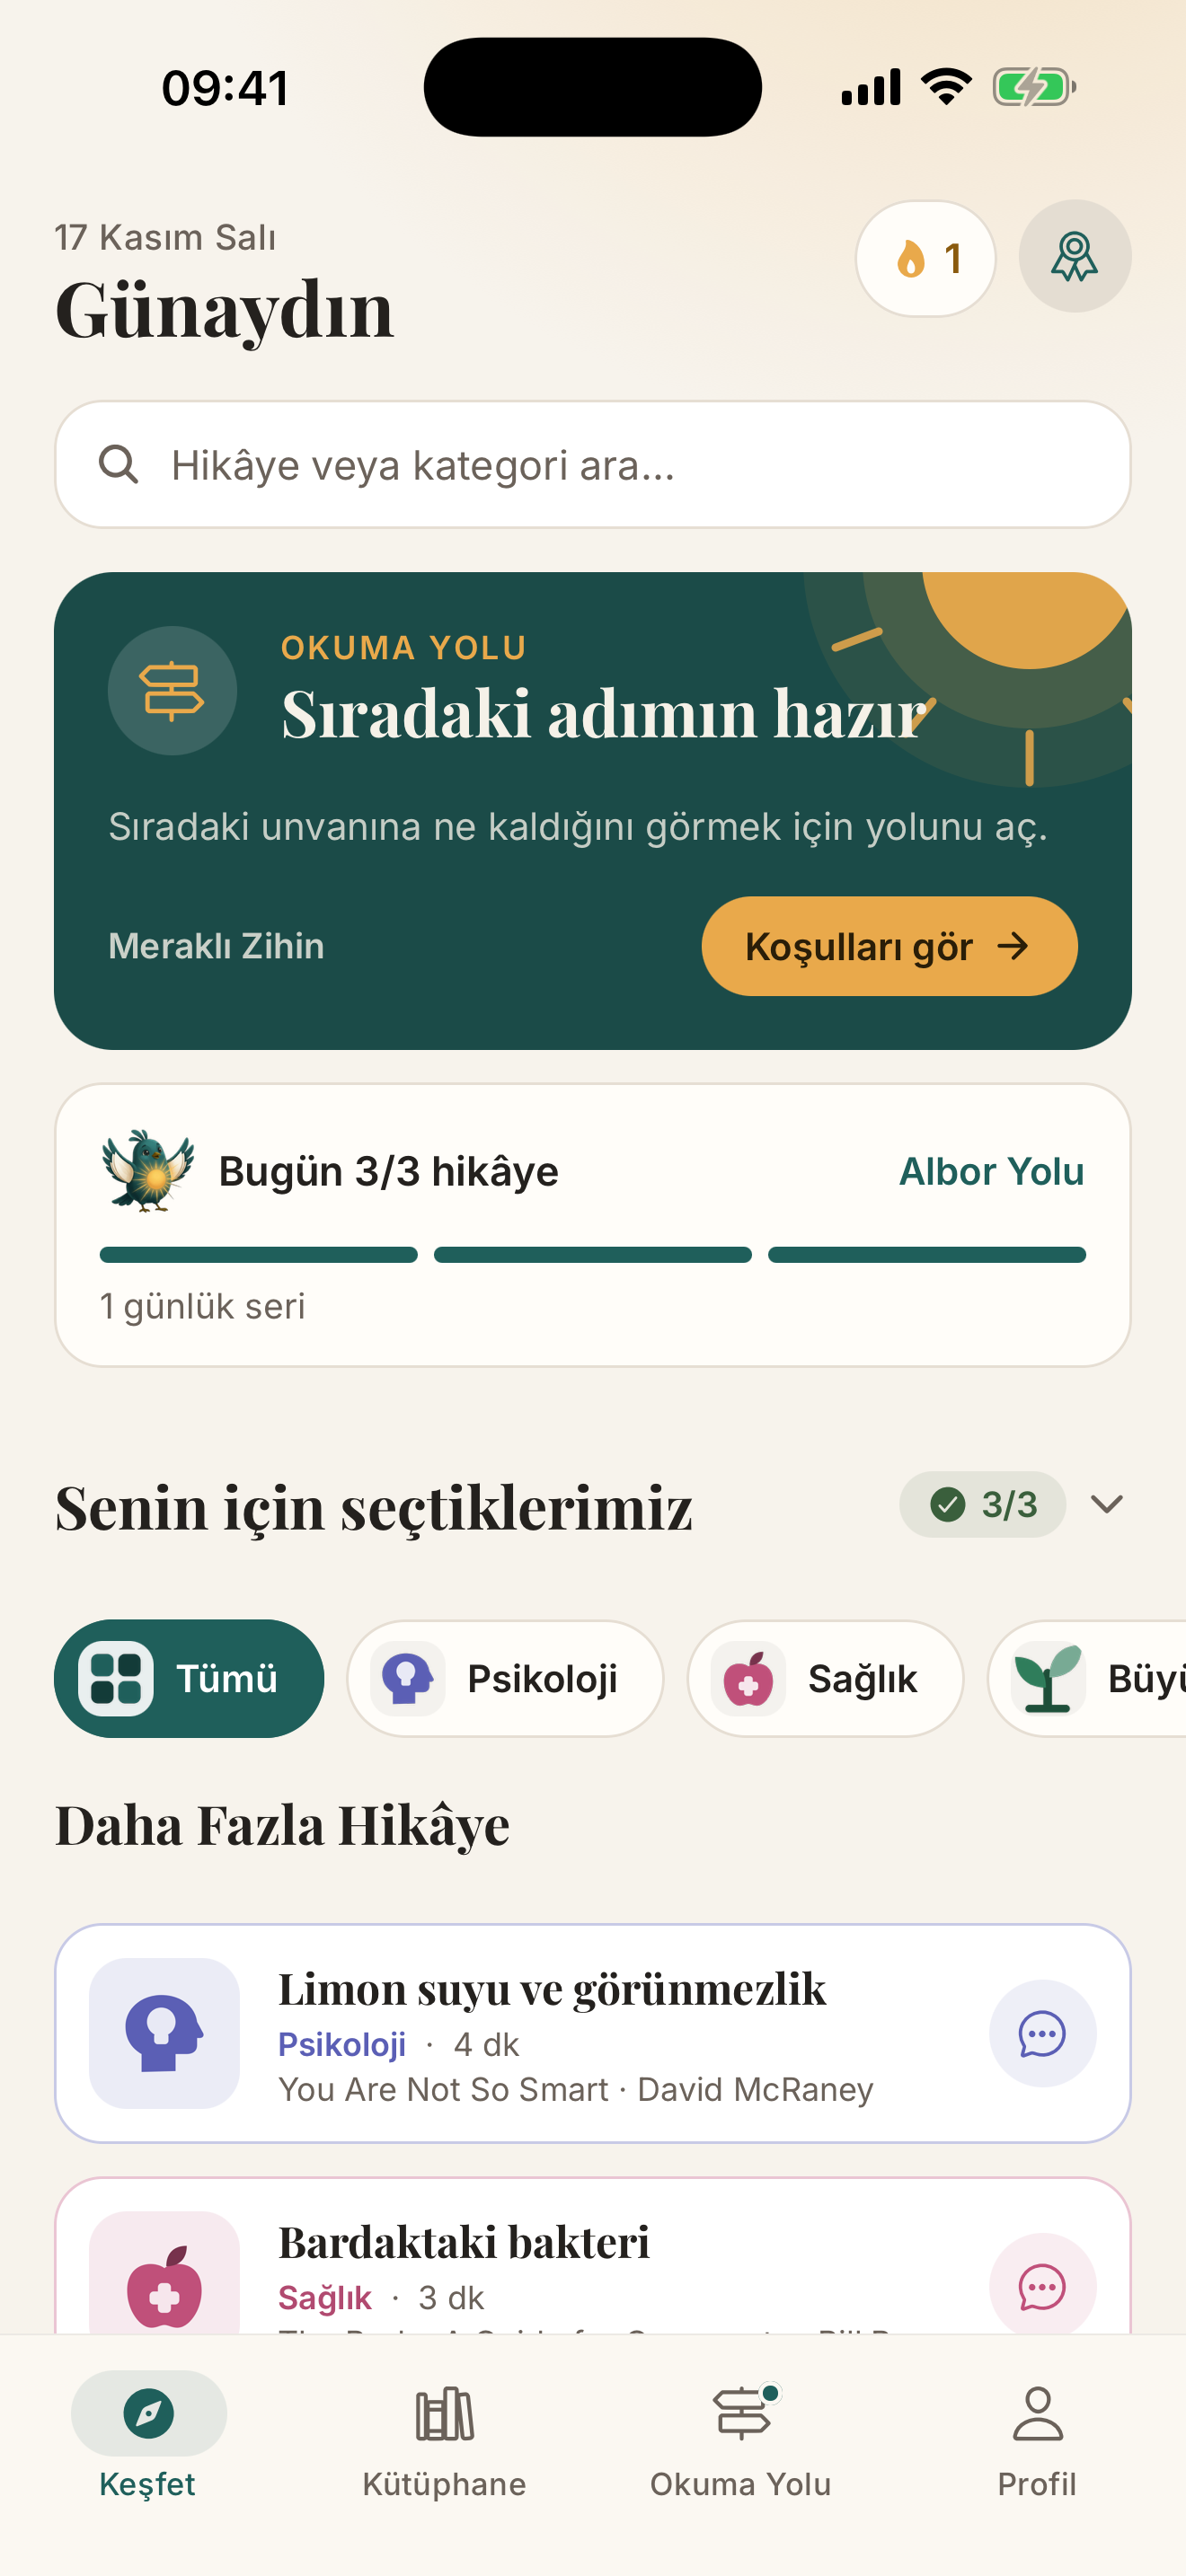 09:41
17 Kasım Salı
Günaydın
1
Hikâye veya kategori ara...
OKUMA YOLU
Sıradaki adımın hazır
Sıradaki unvanına ne kaldığını görmek için yolunu aç.
Meraklı Zihin
Koşulları gör
Bugün 3/3 hikâye
Albor Yolu
1 günlük seri
Senin için seçtiklerimiz
3/3
Tümü
Psikoloji
Sağlık
Daha Fazla Hikâye
Limon suyu ve görünmezlik
Psikoloji · 4 dk
You Are Not So Smart · David McRaney
Bardaktaki bakteri
Sağlık · 3 dk
Keşfet
Kütüphane
Okuma Yolu
Profil